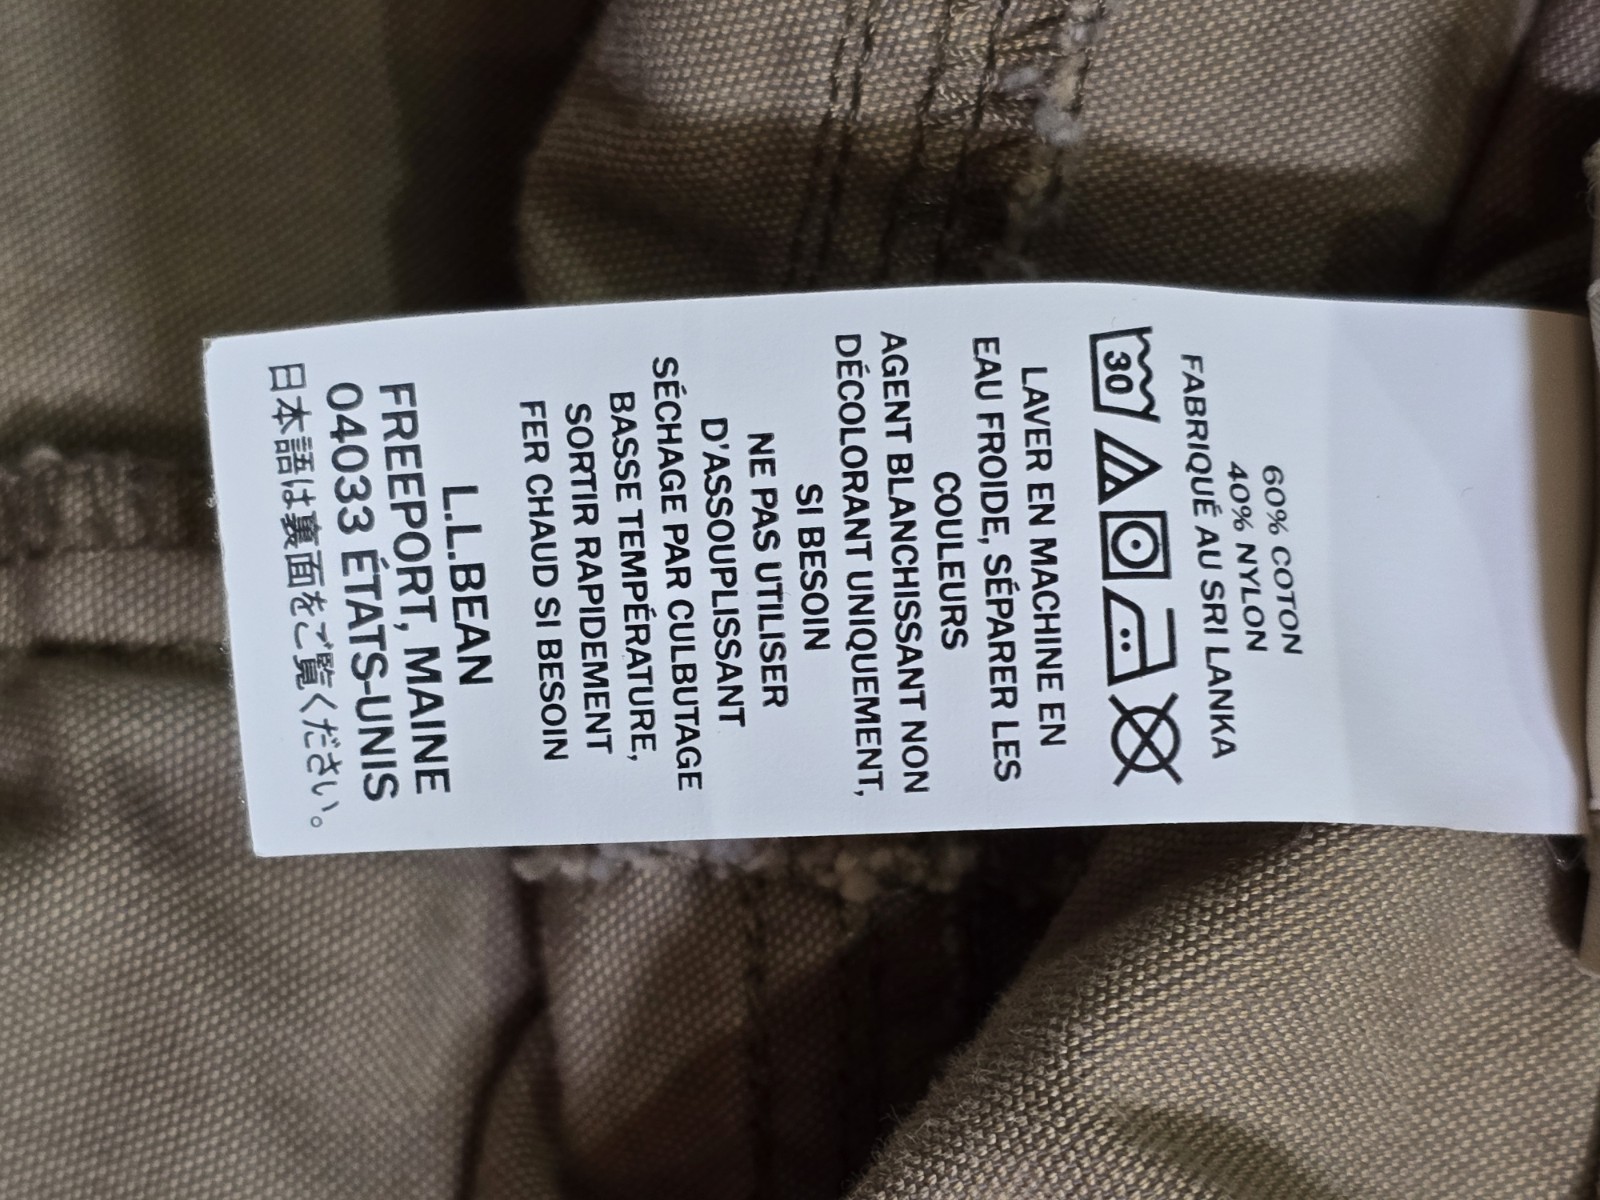 60% COTON
40% NYLON
FABRIQUÉ AU SRI LANKA
30
LAVER EN MACHINE EN
EAU FROIDE, SÉPARER LES
COULEURS
AGENT BLANCHISSANT NON
DÉCOLORANT UNIQUEMENT,
SI BESOIN
NE PAS UTILISER
D'ASSOUPLISSANT
SÉCHAGE PAR CULBUTAGE
BASSE TEMPÉRATURE,
SORTIR RAPIDEMENT
FER CHAUD SI BESOIN
L.L.BEAN
FREEPORT, MAINE
04033 ÉTATS-UNIS
日本語は裏面をご覧ください。